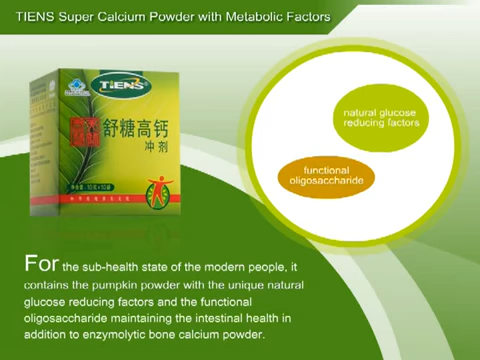 TIENS Super Calcium Powder with Metabolic Factors
TIENS
舒糖高钙
冲剂
natural glucose
reducing factors
functional
oligosaccharide
For the sub-health state of the modern people, it
contains the pumpkin powder with the unique natural
glucose reducing factors and the functional
oligosaccharide maintaining the intestinal health in
addition to enzymolytic bone calcium powder.